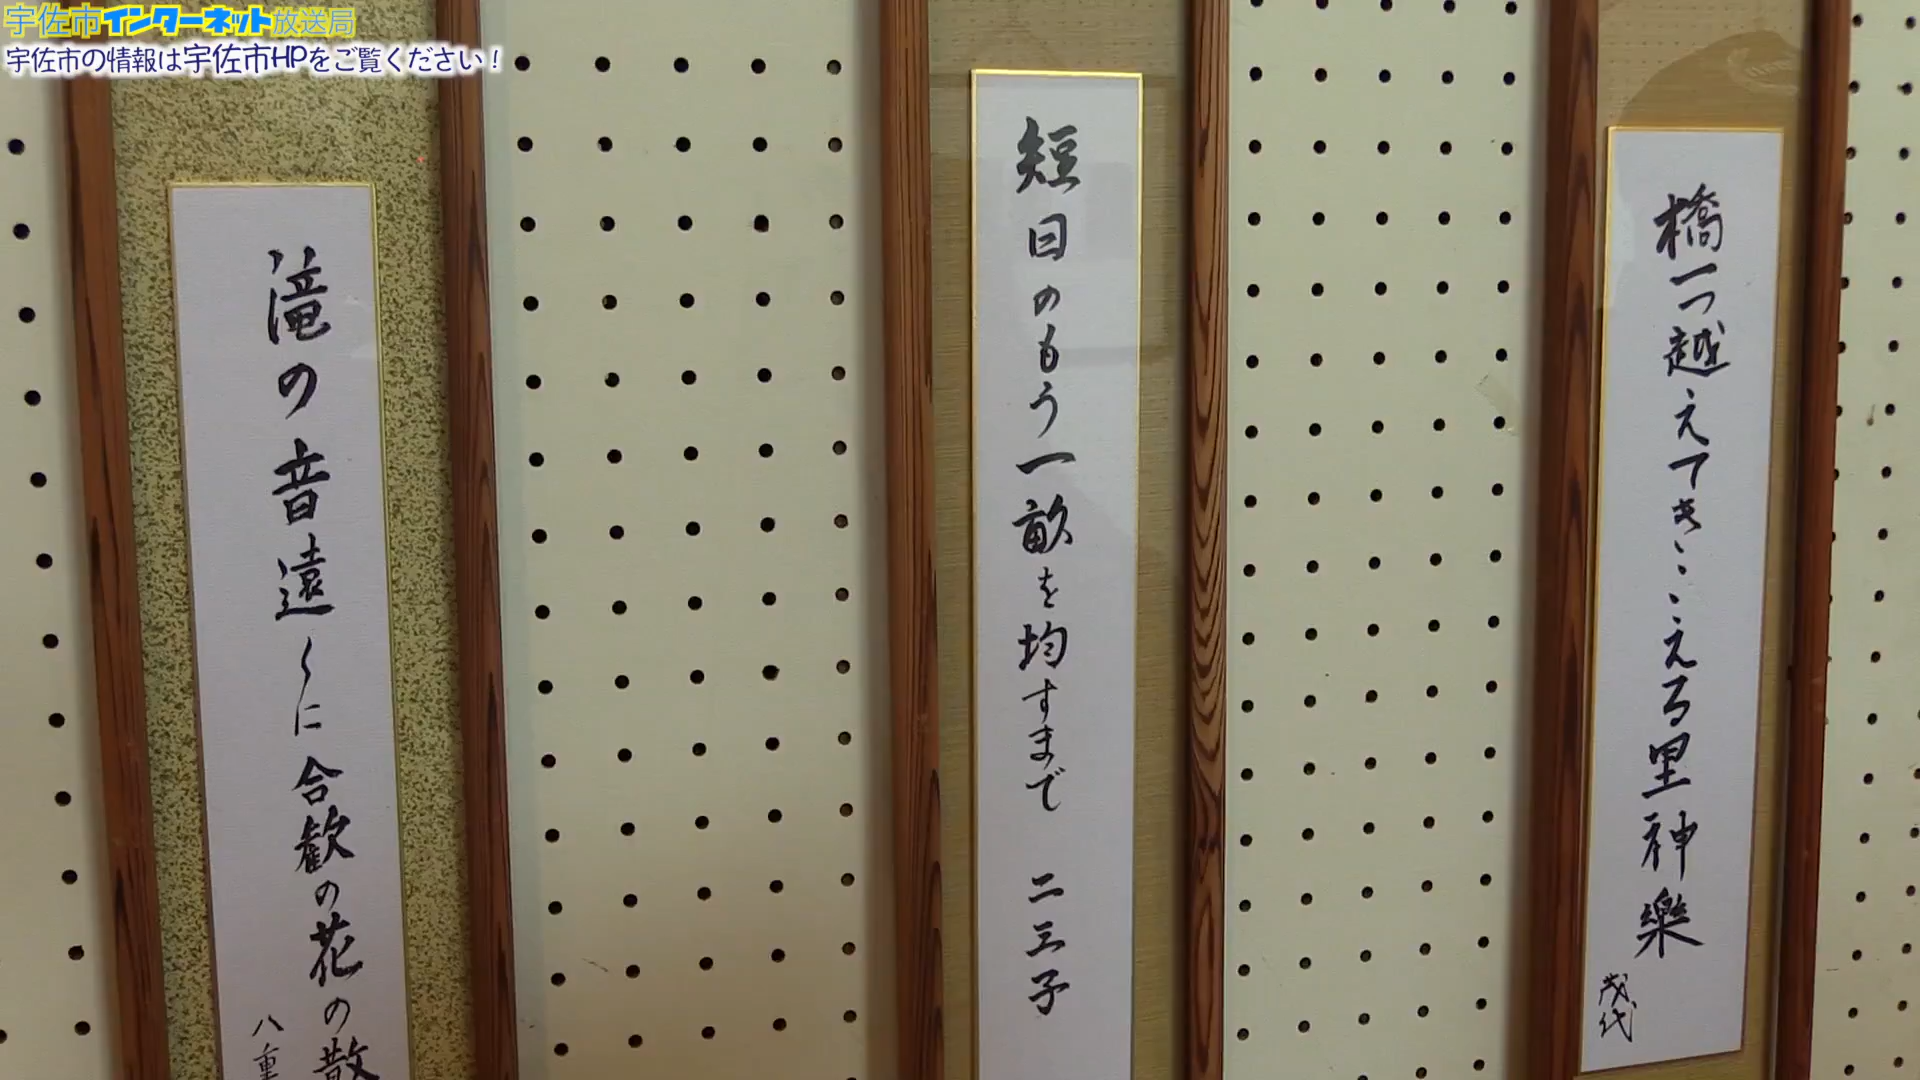 宇佐市インターネット放送局
宇佐市の情報は宇佐市HPをご覧ください！
橋一つ越えてきこえる里神樂
茂代
短日のもう一畝を均すまで 二三子
滝の音遠くに合歓の花の散
八重